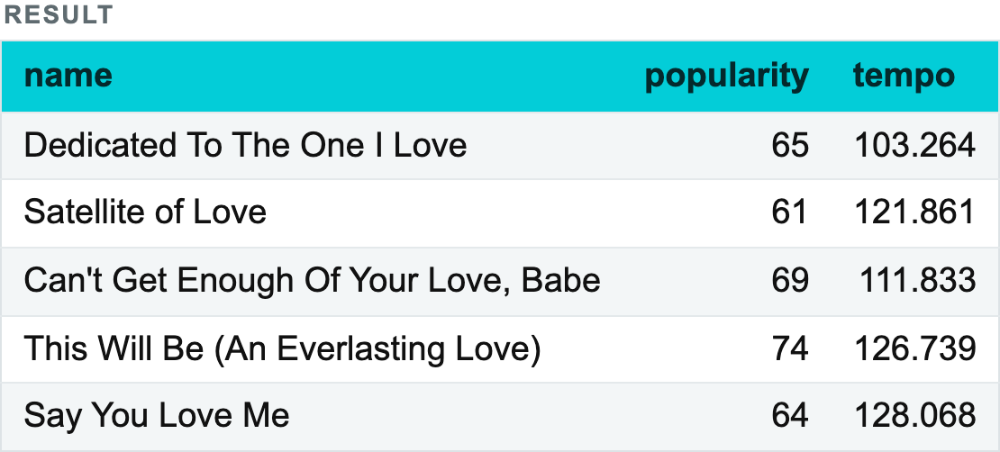 RESULT
name popularity tempo
Dedicated To The One I Love 65 103.264
Satellite of Love 61 121.861
Can't Get Enough Of Your Love, Babe 69 111.833
This Will Be (An Everlasting Love) 74 126.739
Say You Love Me 64 128.068